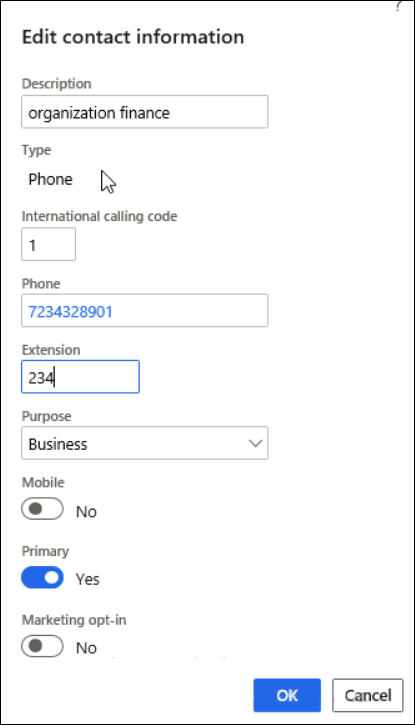 ?
Edit contact information
Description
organization finance
Type
Phone
International calling code
1
Phone
7234328901
Extension
234
Purpose
Business
Mobile
No
Primary
Yes
Marketing opt-in
No
OK Cancel